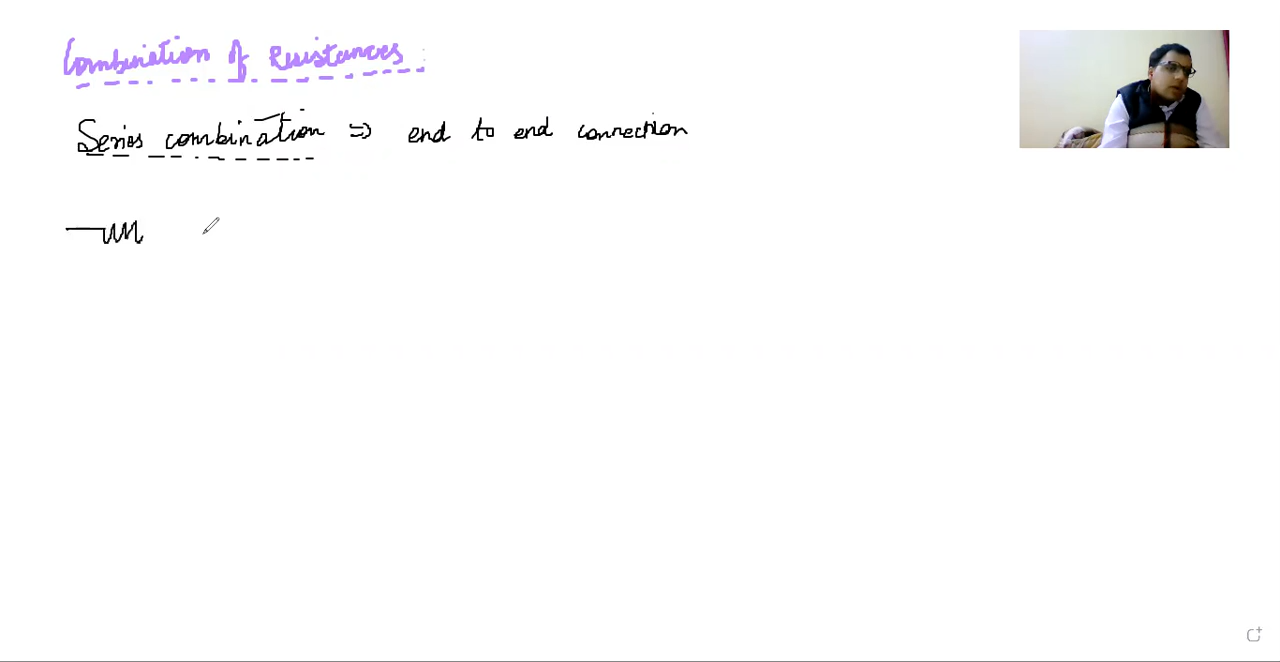 Combination of Resistances
Series combination => end to end connection